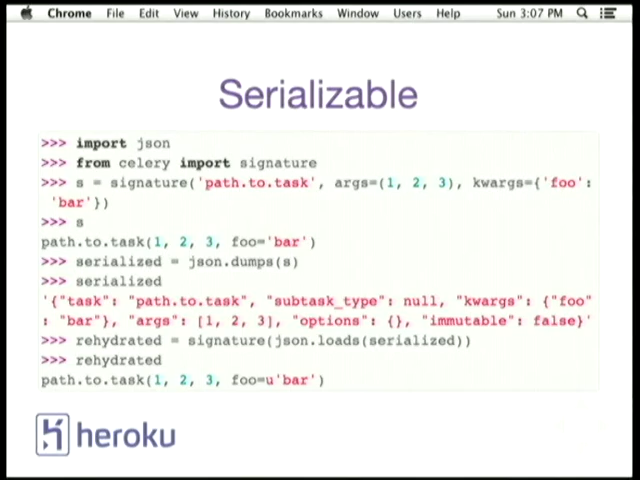 Chrome File Edit View History Bookmarks Window Users Help Sun 3:07 PM
Serializable
>>> import json
>>> from celery import signature
>>> s = signature('path.to.task', args=(1, 2, 3), kwargs={'foo':
'bar'})
>>> s
path.to.task(1, 2, 3, foo='bar')
>>> serialized = json.dumps(s)
>>> serialized
'{"task": "path.to.task", "subtask_type": null, "kwargs": {"foo"
: "bar"}, "args": [1, 2, 3], "options": {}, "immutable": false}'
>>> rehydrated = signature(json.loads(serialized))
>>> rehydrated
path.to.task(1, 2, 3, foo=u'bar')
heroku